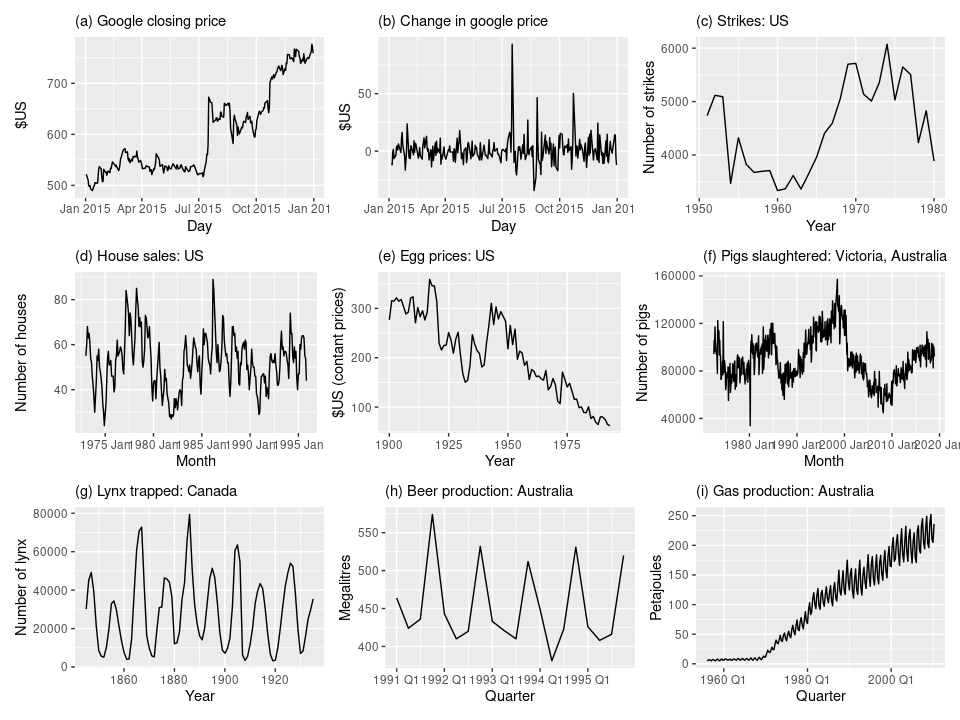 (a) Google closing price
$US
700
600
500
Jan 2015 Apr 2015 Jul 2015 Oct 2015 Jan 201
Day
(b) Change in google price
$US
50
0
Jan 2015 Apr 2015 Jul 2015 Oct 2015 Jan 201
Day
(c) Strikes: US
Number of strikes
6000
5000
4000
1950 1960 1970 1980
Year
(d) House sales: US
Number of houses
80
60
40
1975 Jan 1980 Jan 1985 Jan 1990 Jan 1995 Jan
Month
(e) Egg prices: US
$US (contant prices)
300
200
100
1900 1925 1950 1975
Year
(f) Pigs slaughtered: Victoria, Australia
Number of pigs
160000
120000
80000
40000
1980 Jan 1990 Jan 2000 Jan 2010 Jan 2020 Jan
Month
(g) Lynx trapped: Canada
Number of lynx
80000
60000
40000
20000
0
1860 1880 1900 1920
Year
(h) Beer production: Australia
Megalitres
550
500
450
400
1991 Q1 1992 Q1 1993 Q1 1994 Q1 1995 Q1
Quarter
(i) Gas production: Australia
Petajoules
250
200
150
100
50
0
1960 Q1 1980 Q1 2000 Q1
Quarter